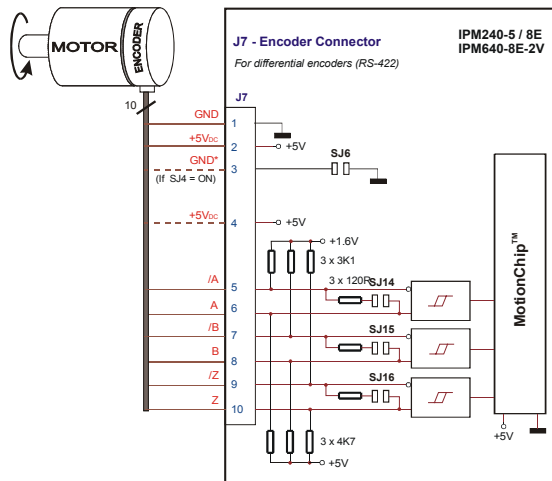 MOTOR
ENCODER
10
J7 - Encoder Connector
For differential encoders (RS-422)
IPM240-5 / 8E
IPM640-8E-2V
J7
GND
1
+5VDC
2
+5V
GND*
3
SJ6
(If SJ4 = ON)
+5VDC
4
+5V
+1.6V
3 x 3K1
3 x 120R
SJ14
/A
5
A
6
/B
7
SJ15
B
8
/Z
9
SJ16
Z
10
3 x 4K7
+5V
MotionChip™
+5V